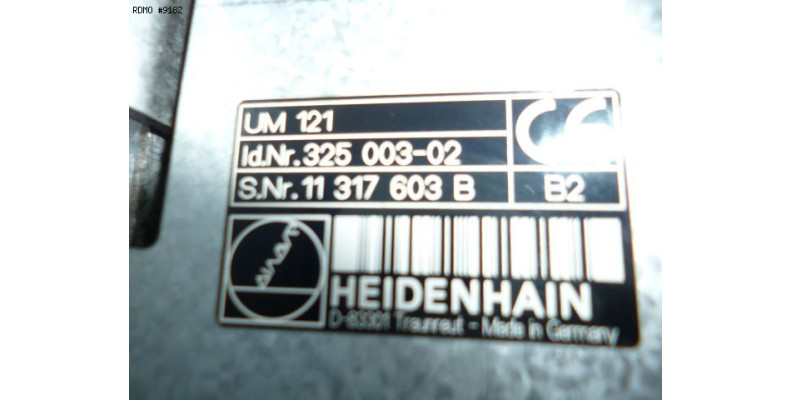 RDMO #9182
UM 121
CE
Id.Nr. 325 003-02
S.Nr. 11 317 603 B
B2
HEIDENHAIN
D-83301 Traunreut - Made in Germany